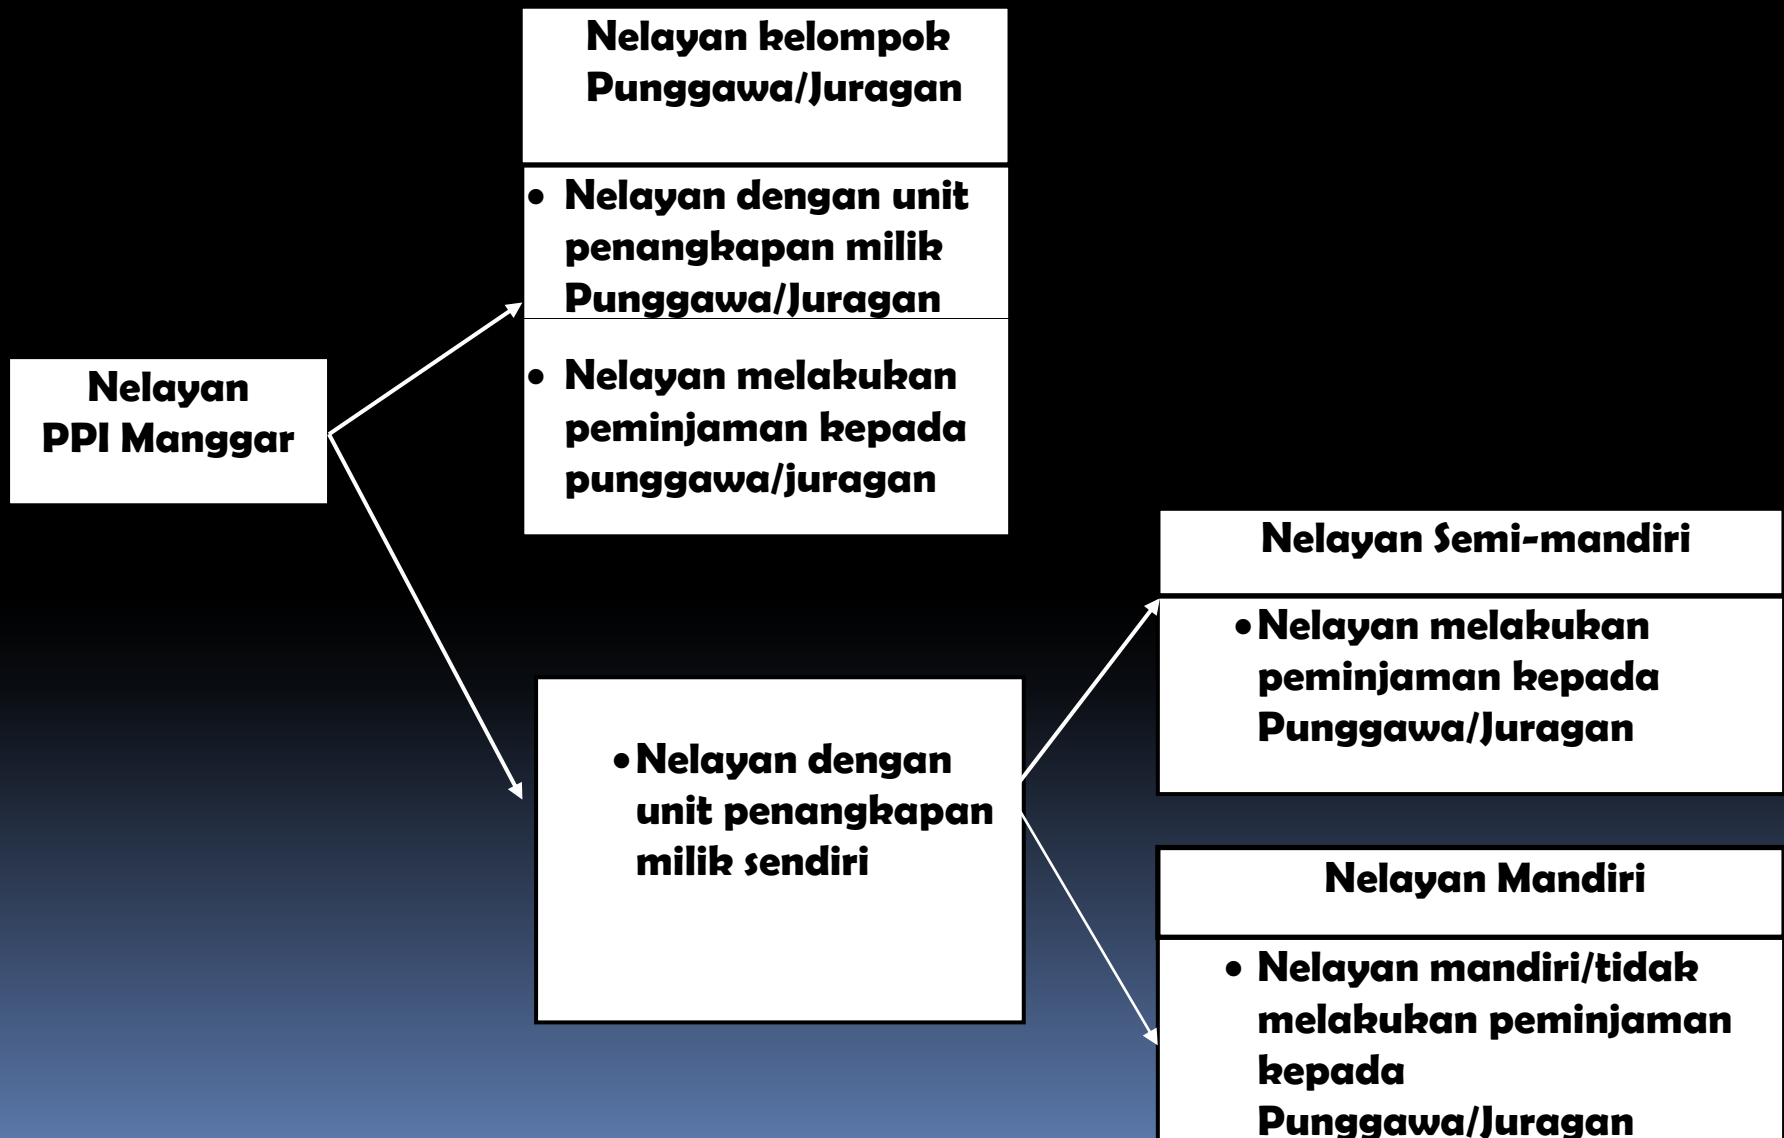 Nelayan kelompok
Punggawa/Juragan
• Nelayan dengan unit
penangkapan milik
Punggawa/Juragan
• Nelayan melakukan
peminjaman kepada
punggawa/juragan
Nelayan
PPI Manggar
• Nelayan dengan
unit penangkapan
milik sendiri
Nelayan Semi-mandiri
• Nelayan melakukan
peminjaman kepada
Punggawa/Juragan
Nelayan Mandiri
• Nelayan mandiri/tidak
melakukan peminjaman
kepada
Punggawa/Juragan